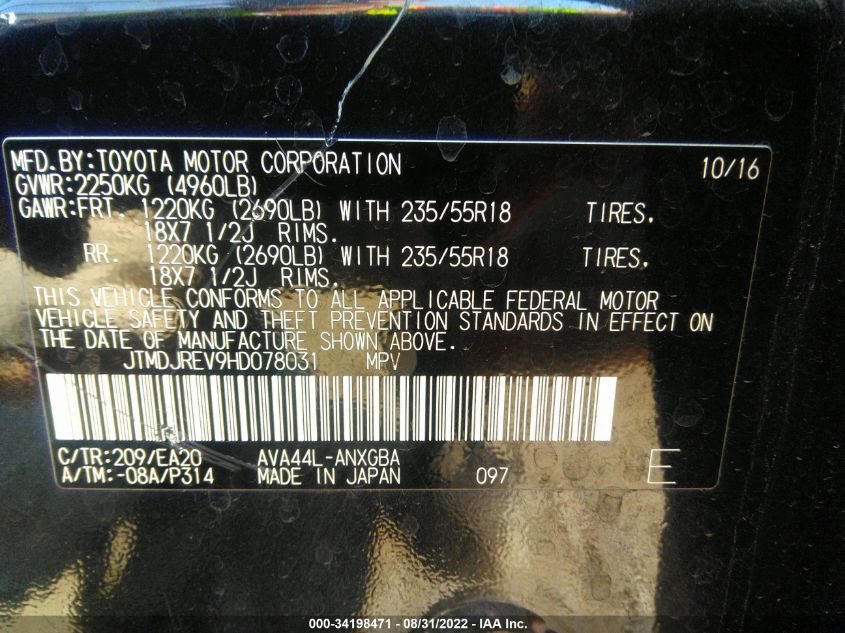 MFD.BY:TOYOTA MOTOR CORPORATION 10/16
GVWR:2250KG (4960LB)
GAWR:FRT. 1220KG (2690LB) WITH 235/55R18 TIRES,
18X7 1/2J RIMS.
RR. 1220KG (2690LB) WITH 235/55R18 TIRES,
18X7 1/2J RIMS.
THIS VEHICLE CONFORMS TO ALL APPLICABLE FEDERAL MOTOR
VEHICLE SAFETY AND THEFT PREVENTION STANDARDS IN EFFECT ON
THE DATE OF MANUFACTURE SHOWN ABOVE.
JTMDJREV9HD078031 MPV
C/TR:209/EA20 AVA44L-ANXGBA E
A/TM:-08A/P314 MADE IN JAPAN 097
000-34198471 - 08/31/2022 - IAA Inc.